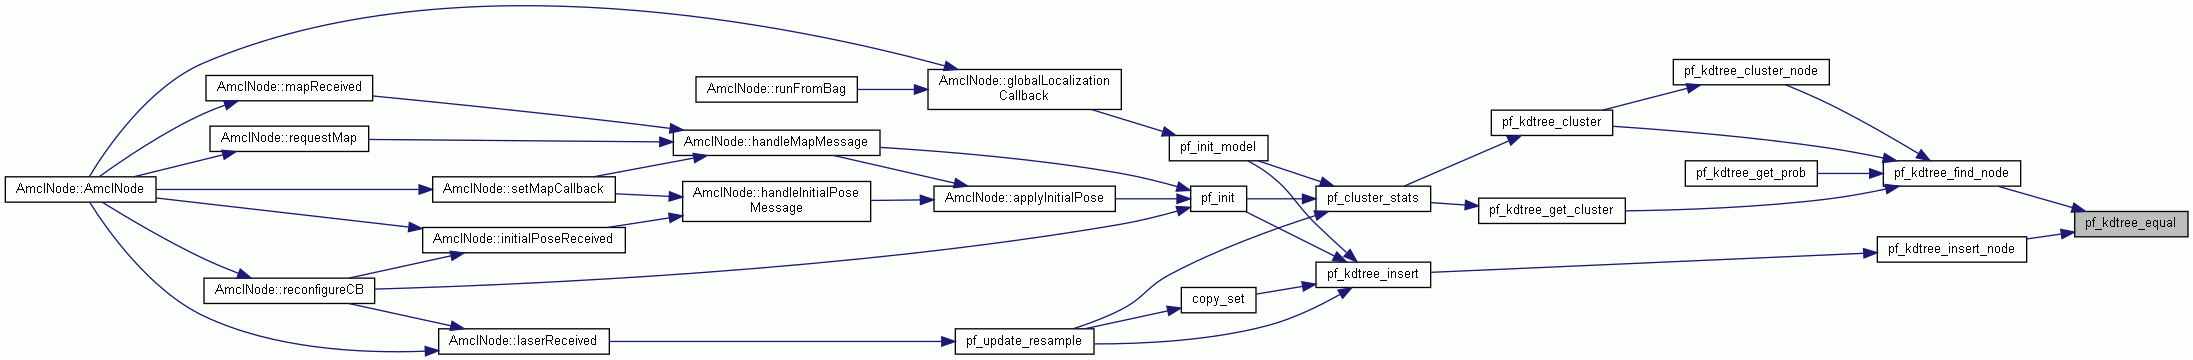 AmclNode::AmclNode
AmclNode::mapReceived
AmclNode::requestMap
AmclNode::reconfigureCB
AmclNode::setMapCallback
AmclNode::initialPoseReceived
AmclNode::laserReceived
AmclNode::runFromBag
AmclNode::handleMapMessage
AmclNode::handleInitialPose
Message
AmclNode::globalLocalization
Callback
AmclNode::applyInitialPose
pf_update_resample
pf_init_model
pf_init
copy_set
pf_cluster_stats
pf_kdtree_insert
pf_kdtree_cluster
pf_kdtree_get_cluster
pf_kdtree_cluster_node
pf_kdtree_get_prob
pf_kdtree_find_node
pf_kdtree_insert_node
pf_kdtree_equal